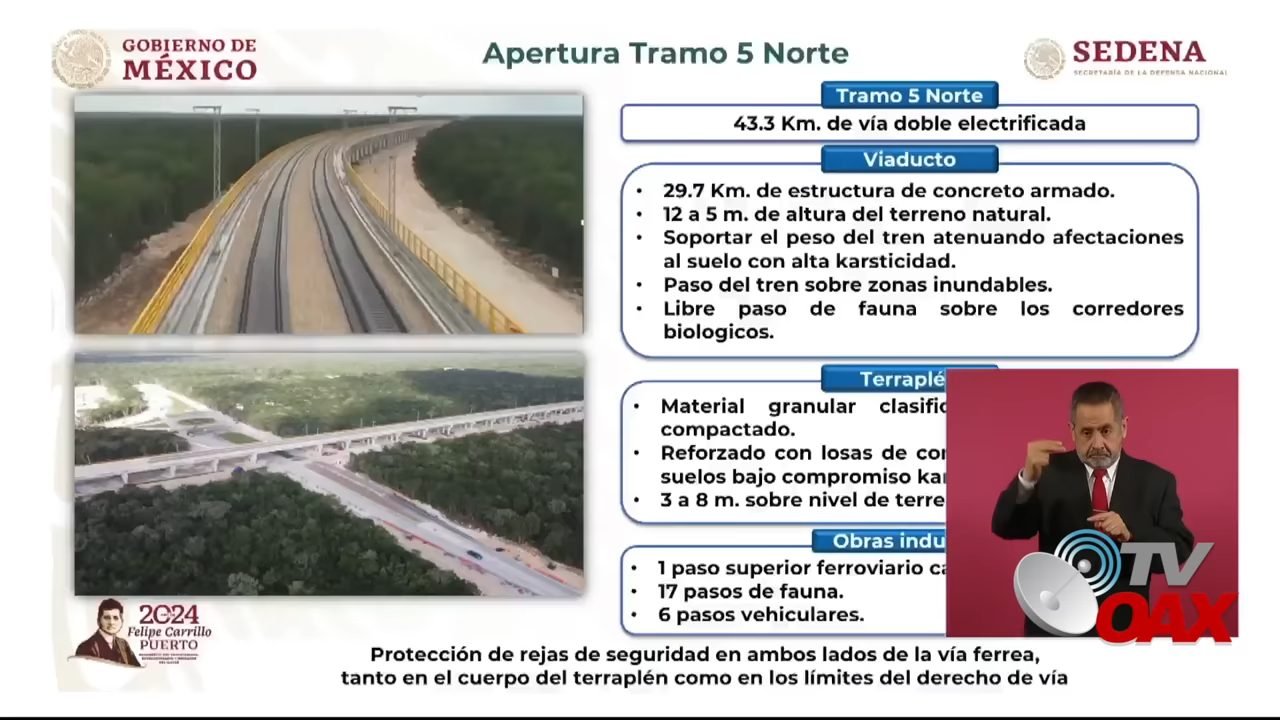 GOBIERNO DE
MÉXICO
Apertura Tramo 5 Norte
SEDENA
SECRETARÍA DE LA DEFENSA NACIONAL
Tramo 5 Norte
43.3 Km. de vía doble electrificada
Viaducto
• 29.7 Km. de estructura de concreto armado.
• 12 a 5 m. de altura del terreno natural.
• Soportar el peso del tren atenuando afectaciones
al suelo con alta karsticidad.
• Paso del tren sobre zonas inundables.
• Libre paso de fauna sobre los corredores
biologicos.
Terraplé
• Material granular clasific
compactado.
• Reforzado con losas de con
suelos bajo compromiso ka
• 3 a 8 m. sobre nivel de terre
Obras indu
• 1 paso superior ferroviario ca
• 17 pasos de fauna.
• 6 pasos vehiculares.
TV
OAX
2024
Felipe Carrillo
PUERTO
Protección de rejas de seguridad en ambos lados de la vía ferrea,
tanto en el cuerpo del terraplén como en los límites del derecho de vía